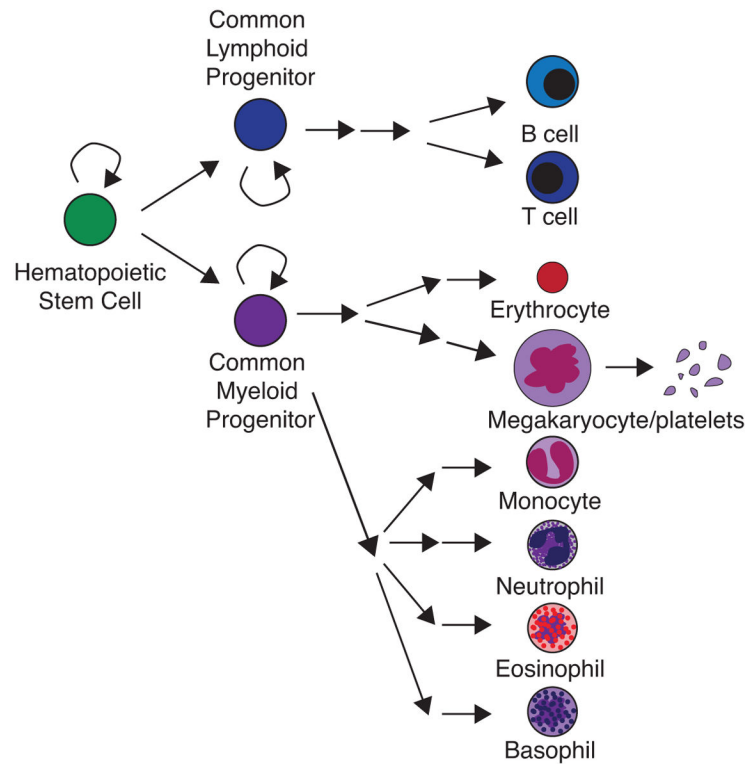 Common
Lymphoid
Progenitor
B cell
T cell
Hematopoietic
Stem Cell
Erythrocyte
Common
Myeloid
Progenitor
Megakaryocyte/platelets
Monocyte
Neutrophil
Eosinophil
Basophil